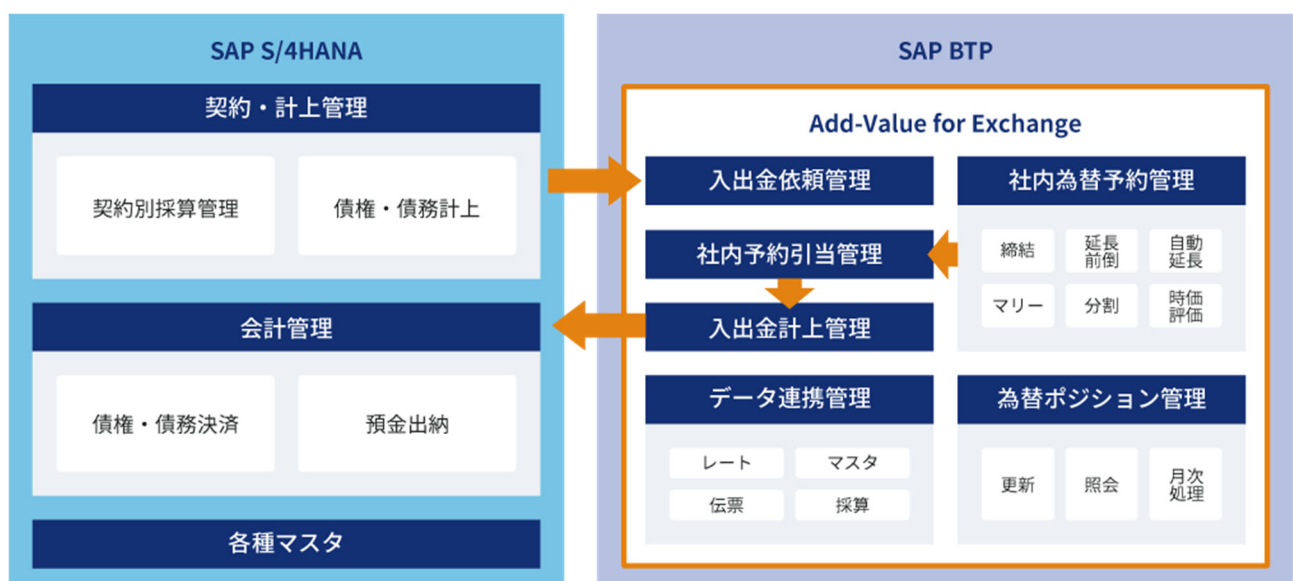 SAP S/4HANA
契約・計上管理
契約別採算管理
債権・債務計上
会計管理
債権・債務決済
預金出納
各種マスタ
SAP BTP
Add-Value for Exchange
入出金依頼管理
社内予約引当管理
入出金計上管理
社内為替予約管理
締結
延長
前倒
自動
延長
マリー
分割
時価
評価
データ連携管理
レート
マスタ
伝票
採算
為替ポジション管理
更新
照会
月次
処理